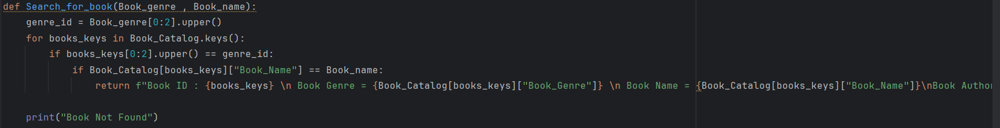 def Search_for_book(Book_genre , Book_name):
    genre_id = Book_genre[0:2].upper()
    for books_keys in Book_Catalog.keys():
        if books_keys[0:2].upper() == genre_id:
            if Book_Catalog[books_keys]["Book_Name"] == Book_name:
                return f"Book ID : {books_keys} \n Book Genre = {Book_Catalog[books_keys]["Book_Genre"]} \n Book Name = {Book_Catalog[books_keys]["Book_Name"]}\nBook Author
    print("Book Not Found")